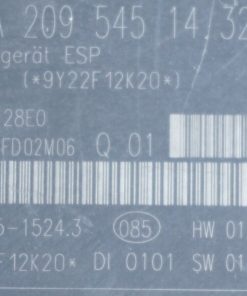 A 209 545 14/32
gerät ESP
(*9Y22F12K20*)
28E0
FD02M06 Q 01
-1524.3 085 HW 01
F12K20* DI 0101 SW 01